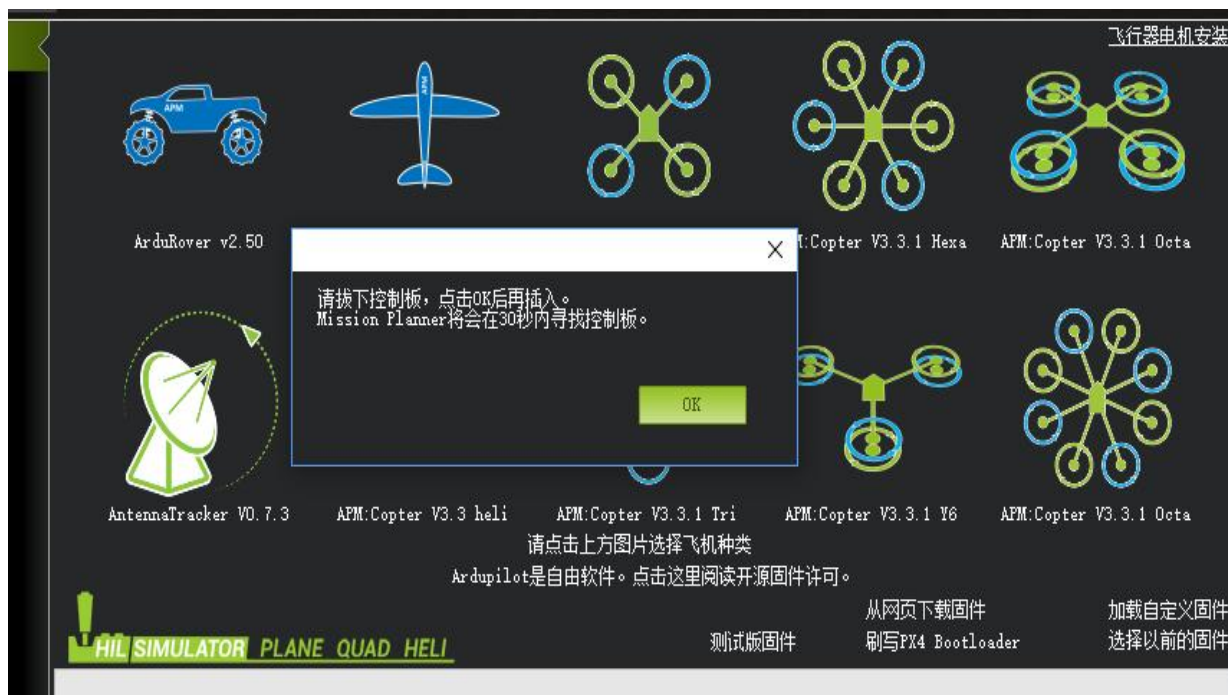 飞行器电机安装
APM
APM
ArduRover v2.50
M:Copter V3.3.1 Hexa
APM:Copter V3.3.1 Octa
请拔下控制板，点击OK后再插入。
Mission Planner将会在30秒内寻找控制板。
OK
AntennaTracker V0.7.3
APM:Copter V3.3 heli
APM:Copter V3.3.1 Tri
APM:Copter V3.3.1 Y6
APM:Copter V3.3.1 Octa
请点击上方图片选择飞机种类
Ardupilot是自由软件。点击这里阅读开源固件许可。
从网页下载固件
加载自定义固件
HIL SIMULATOR PLANE QUAD HELI
测试版固件
刷写PX4 Bootloader
选择以前的固件